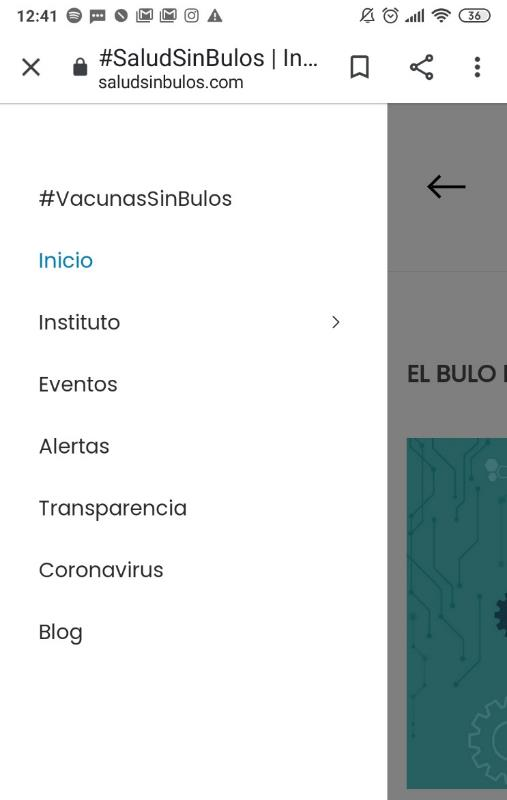 12:41
36
#SaludSinBulos | In...
saludsinbulos.com
#VacunasSinBulos
Inicio
Instituto
EL BULO
Eventos
Alertas
Transparencia
Coronavirus
Blog